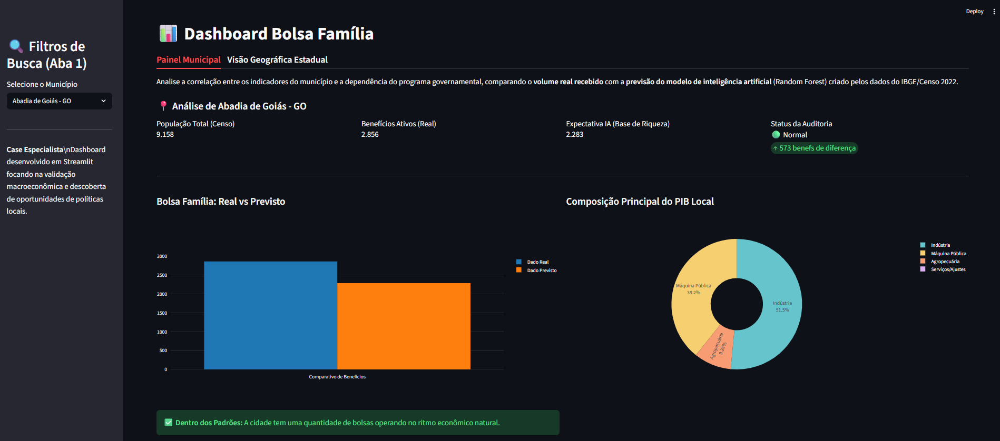 Deploy
Filtros de
Busca (Aba 1)
Selecione o Município
Abadia de Goiás - GO
Case Especialista\nDashboard
desenvolvido em Streamlit
focando na validação
macroeconômica e descoberta
de oportunidades de políticas
locais.
Dashboard Bolsa Família
Painel Municipal Visão Geográfica Estadual
Analise a correlação entre os indicadores do município e a dependência do programa governamental, comparando o volume real recebido com a previsão do modelo de inteligência artificial (Random Forest) criado pelos dados do IBGE/Censo 2022.
Análise de Abadia de Goiás - GO
População Total (Censo)
9.158
Benefícios Ativos (Real)
2.856
Expectativa IA (Base de Riqueza)
2.283
Status da Auditoria
Normal
↑ 573 benefs de diferença
Bolsa Família: Real vs Previsto
3000
2500
2000
1500
1000
500
0
Comparativo de Benefícios
Dado Real
Dado Previsto
Dentro dos Padrões: A cidade tem uma quantidade de bolsas operando no ritmo econômico natural.
Composição Principal do PIB Local
Máquina Pública
39.2%
Indústria
51.5%
Agropecuária
9.26%
Indústria
Máquina Pública
Agropecuária
Serviços/Ajustes